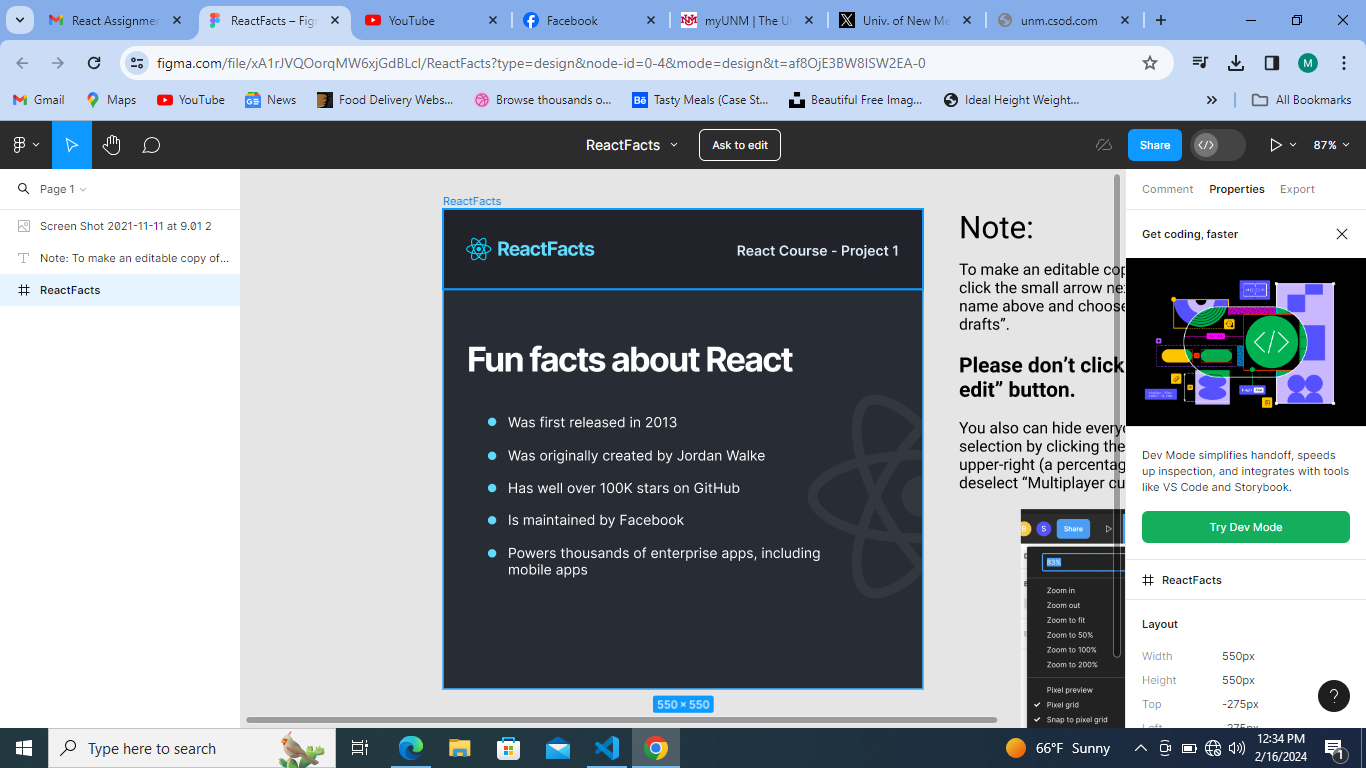 React Assignmen
ReactFacts – Figm
YouTube
Facebook
myUNM | The Un
Univ. of New Me
unm.csod.com
figma.com/file/xA1rJVQOorqMW6xjGdBLcl/ReactFacts?type=design&node-id=0-4&mode=design&t=af8OjE3BW8ISW2EA-0
M
Gmail
Maps
YouTube
News
Food Delivery Webs...
Browse thousands o...
Tasty Meals (Case St...
Beautiful Free Imag...
Ideal Height Weight...
All Bookmarks
ReactFacts
Ask to edit
Share
87%
Page 1
Screen Shot 2021-11-11 at 9.01 2
Note: To make an editable copy of...
ReactFacts
ReactFacts
ReactFacts
React Course - Project 1
Fun facts about React
Was first released in 2013
Was originally created by Jordan Walke
Has well over 100K stars on GitHub
Is maintained by Facebook
Powers thousands of enterprise apps, including
mobile apps
550 × 550
Note:
To make an editable cop
click the small arrow ne
name above and choose
drafts”.
Please don’t click
edit” button.
You also can hide every
selection by clicking the
upper-right (a percentag
deselect “Multiplayer cu
S
Share
83%
Zoom in
Zoom out
Zoom to fit
Zoom to 50%
Zoom to 100%
Zoom to 200%
Pixel preview
Pixel grid
Snap to pixel grid
Comment
Properties
Export
Get coding, faster
Dev Mode simplifies handoff, speeds
up inspection, and integrates with tools
like VS Code and Storybook.
Try Dev Mode
ReactFacts
Layout
Width
550px
Height
550px
Top
-275px
Left
-275px
?
Type here to search
66°F Sunny
12:34 PM
2/16/2024
1